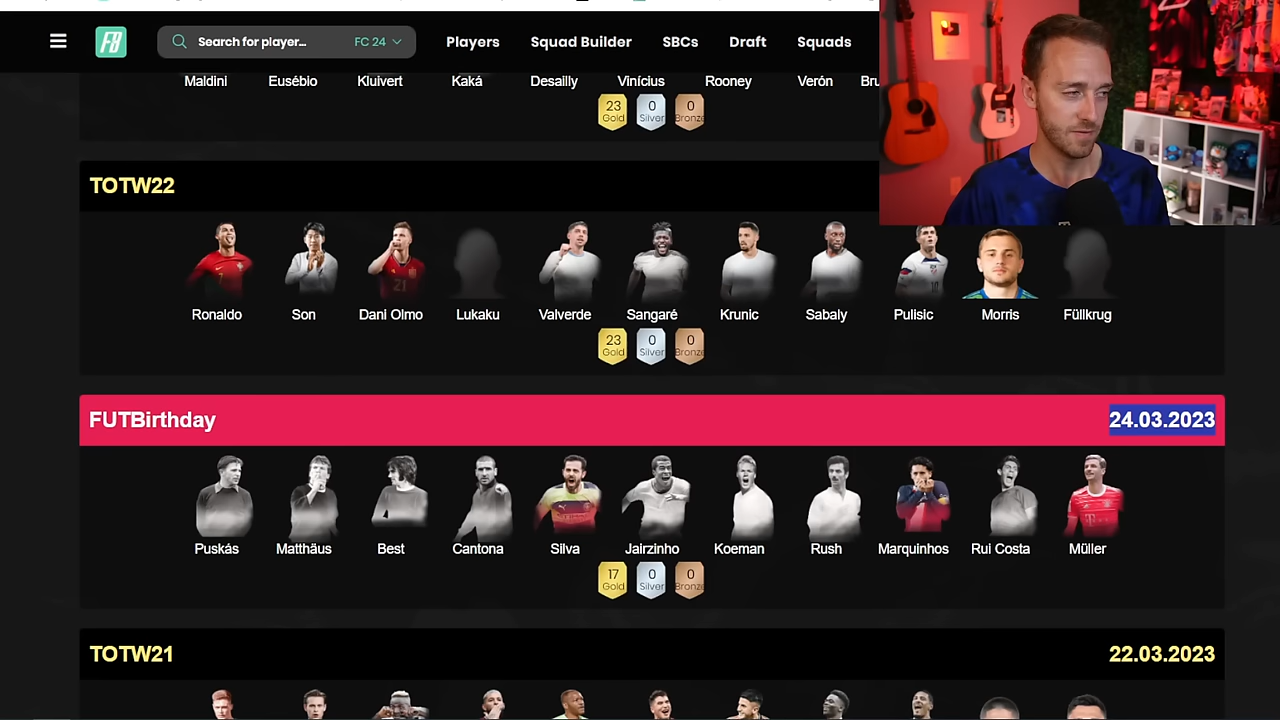 FB
Search for player...
FC 24
Players
Squad Builder
SBCs
Draft
Squads
Maldini
Eusébio
Kluivert
Kaká
Desailly
Vinícius
Rooney
Verón
Bru
23
Gold
0
Silver
0
Bronze
TOTW22
Ronaldo
Son
Dani Olmo
Lukaku
Valverde
Sangaré
Krunic
Sabaly
Pulisic
Morris
Füllkrug
23
Gold
0
Silver
0
Bronze
FUTBirthday
24.03.2023
Puskás
Matthäus
Best
Cantona
Silva
Jairzinho
Koeman
Rush
Marquinhos
Rui Costa
Müller
17
Gold
0
Silver
0
Bronze
TOTW21
22.03.2023